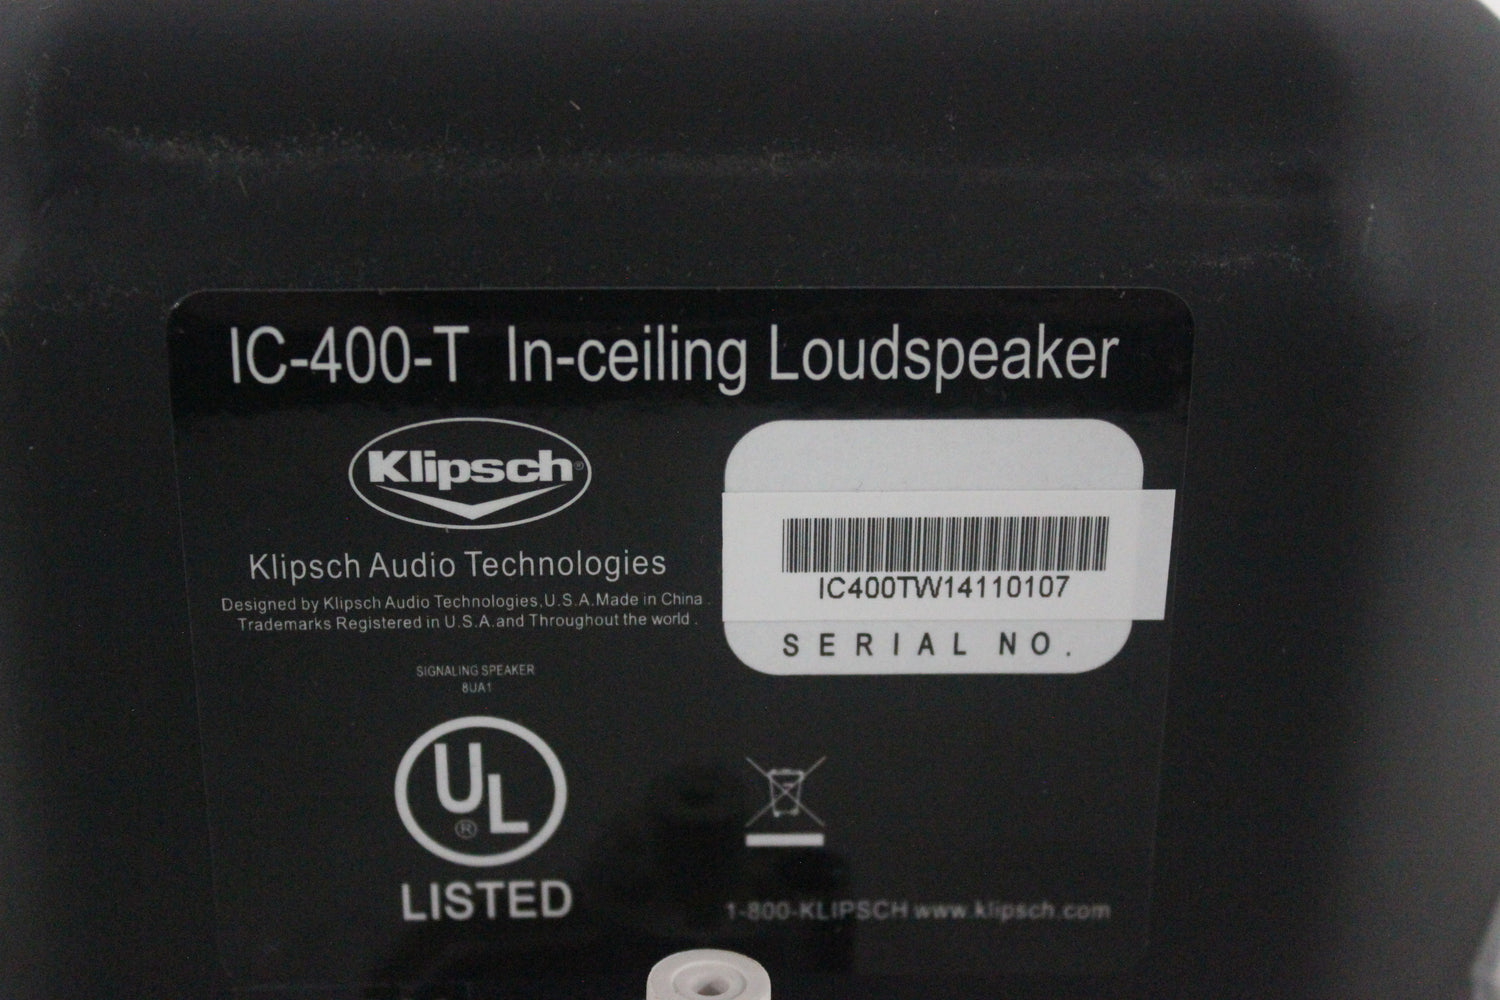 IC-400-T In-ceiling Loudspeaker
Klipsch®
Klipsch Audio Technologies
Designed by Klipsch Audio Technologies,U.S.A.Made in China.
Trademarks Registered in U.S.A.and Throughout the world.
IC400TW14110107
SERIAL NO.
SIGNALING SPEAKER
8UA1
UL®
LISTED
1-800-KLIPSCH www.klipsch.com